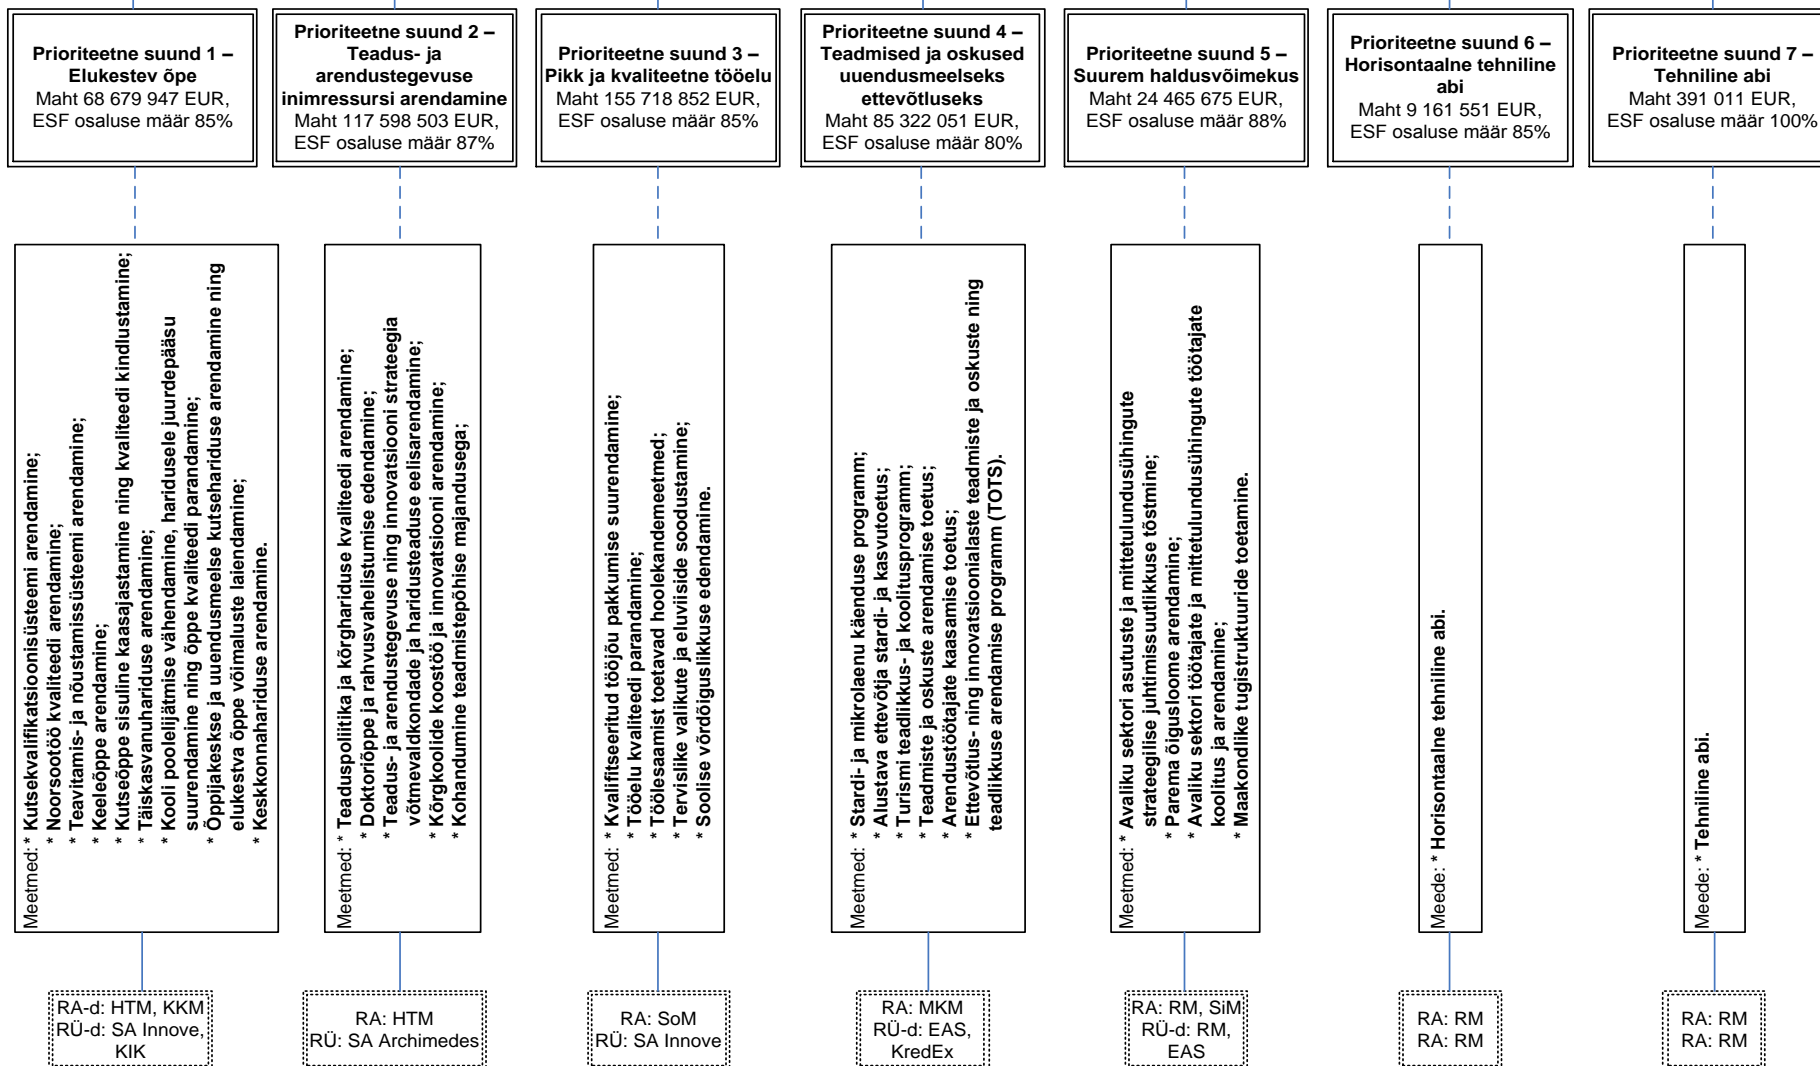 Prioriteetne suund 1 –
Elukestev õpe
Maht 68 679 947 EUR,
ESF osaluse määr 85%
Prioriteetne suund 2 –
Teadus- ja
arendustegevuse
inimressursi arendamine
Maht 117 598 503 EUR,
ESF osaluse määr 87%
Prioriteetne suund 3 –
Pikk ja kvaliteetne tööelu
Maht 155 718 852 EUR,
ESF osaluse määr 85%
Prioriteetne suund 4 –
Teadmised ja oskused
uuendusmeelseks
ettevõtluseks
Maht 85 322 051 EUR,
ESF osaluse määr 80%
Prioriteetne suund 5 –
Suurem haldusvõimekus
Maht 24 465 675 EUR,
ESF osaluse määr 88%
Prioriteetne suund 6 –
Horisontaalne tehniline
abi
Maht 9 161 551 EUR,
ESF osaluse määr 85%
Prioriteetne suund 7 –
Tehniline abi
Maht 391 011 EUR,
ESF osaluse määr 100%
Meetmed: * Kutsekvalifikatsioonisüsteemi arendamine;
* Noorsootöö kvaliteedi arendamine;
* Teavitamis- ja nõustamissüsteemi arendamine;
* Keeleõppe arendamine;
* Kutseõppe sisuline kaasajastamine ning kvaliteedi kindlustamine;
* Täiskasvanuhariduse arendamine;
* Kooli poolelijätmise vähendamine, haridusele juurdepääsu
suurendamine ning õppe kvaliteedi parandamine;
* Õppijakeskse ja uuendusmeelse kutsehariduse arendamine ning
elukestva õppe võimaluste laiendamine;
* Keskkonnahariduse arendamine.
Meetmed: * Teaduspoliitika ja kõrghariduse kvaliteedi arendamine;
* Doktoriõppe ja rahvusvahelistumise edendamine;
* Teadus- ja arendustegevuse ning innovatsiooni strateegia
võtmevaldkondade ja haridusteaduse eelisarendamine;
* Kõrgkoolide koostöö ja innovatsiooni arendamine;
* Kohandumine teadmistepõhise majandusega;
Meetmed: * Kvalifitseeritud tööjõu pakkumise suurendamine;
* Tööelu kvaliteedi parandamine;
* Töölesaamist toetavad hoolekandemeetmed;
* Tervislike valikute ja eluviiside soodustamine;
* Soolise võrdõiguslikkuse edendamine.
Meetmed: * Stardi- ja mikrolaenu käenduse programm;
* Alustava ettevõtja stardi- ja kasvutoetus;
* Turismi teadlikkus- ja koolitusprogramm;
* Teadmiste ja oskuste arendamise toetus;
* Arendustöötajate kaasamise toetus;
* Ettevõtlus- ning innovatsioonialaste teadmiste ja oskuste ning
teadlikkuse arendamise programm (TOTS).
Meetmed: * Avaliku sektori asutuste ja mittetulundusühingute
strateegilise juhtimissuutlikkuse tõstmine;
* Parema õigusloome arendamine;
* Avaliku sektori töötajate ja mittetulundusühingute töötajate
koolitus ja arendamine;
* Maakondlike tugistruktuuride toetamine.
Meede: * Horisontaalne tehniline abi.
Meede: * Tehniline abi.
RA-d: HTM, KKM
RÜ-d: SA Innove,
KIK
RA: HTM
RÜ: SA Archimedes
RA: SoM
RÜ: SA Innove
RA: MKM
RÜ-d: EAS,
KredEx
RA: RM, SiM
RÜ-d: RM,
EAS
RA: RM
RA: RM
RA: RM
RA: RM